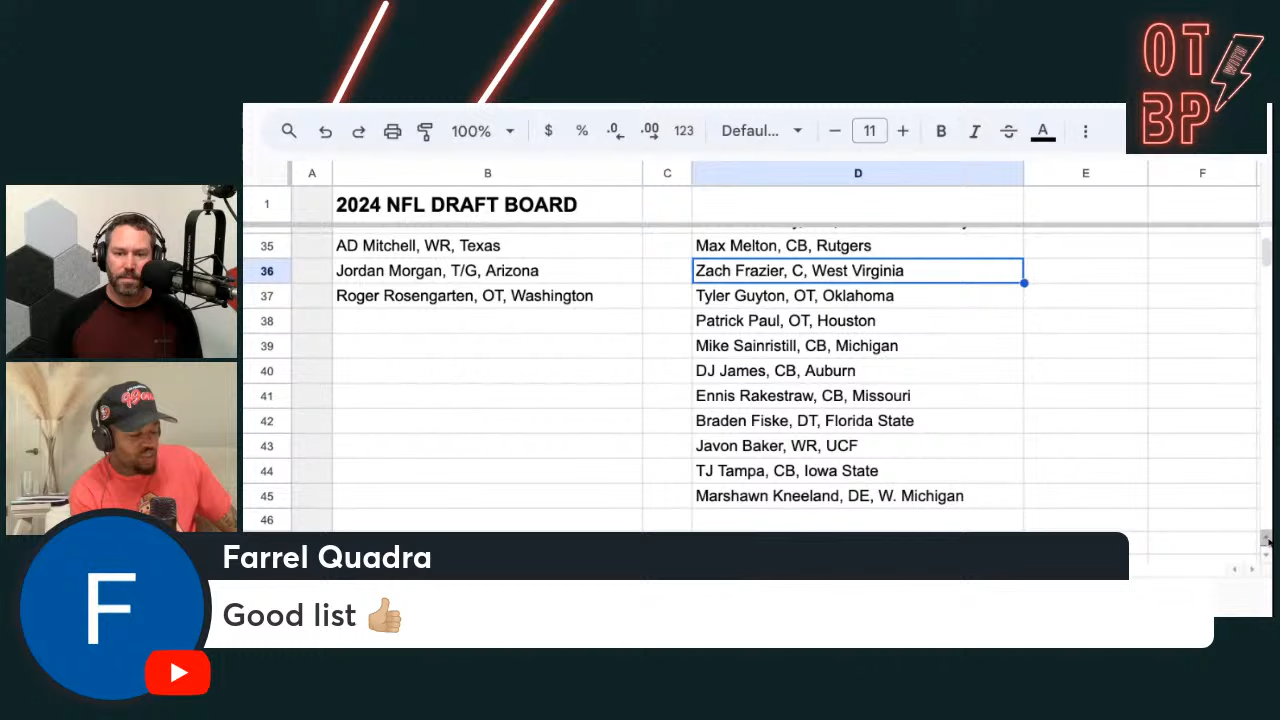 OT
WITH
BP
100%
$
%
.0
.00
123
Defaul...
11
B
I
A
A
B
C
D
E
F
1
2024 NFL DRAFT BOARD
35
AD Mitchell, WR, Texas
Max Melton, CB, Rutgers
36
Jordan Morgan, T/G, Arizona
Zach Frazier, C, West Virginia
37
Roger Rosengarten, OT, Washington
Tyler Guyton, OT, Oklahoma
38
Patrick Paul, OT, Houston
39
Mike Sainristill, CB, Michigan
40
DJ James, CB, Auburn
41
Ennis Rakestraw, CB, Missouri
42
Braden Fiske, DT, Florida State
43
Javon Baker, WR, UCF
44
TJ Tampa, CB, Iowa State
45
Marshawn Kneeland, DE, W. Michigan
46
F
Farrel Quadra
Good list 👍🏼